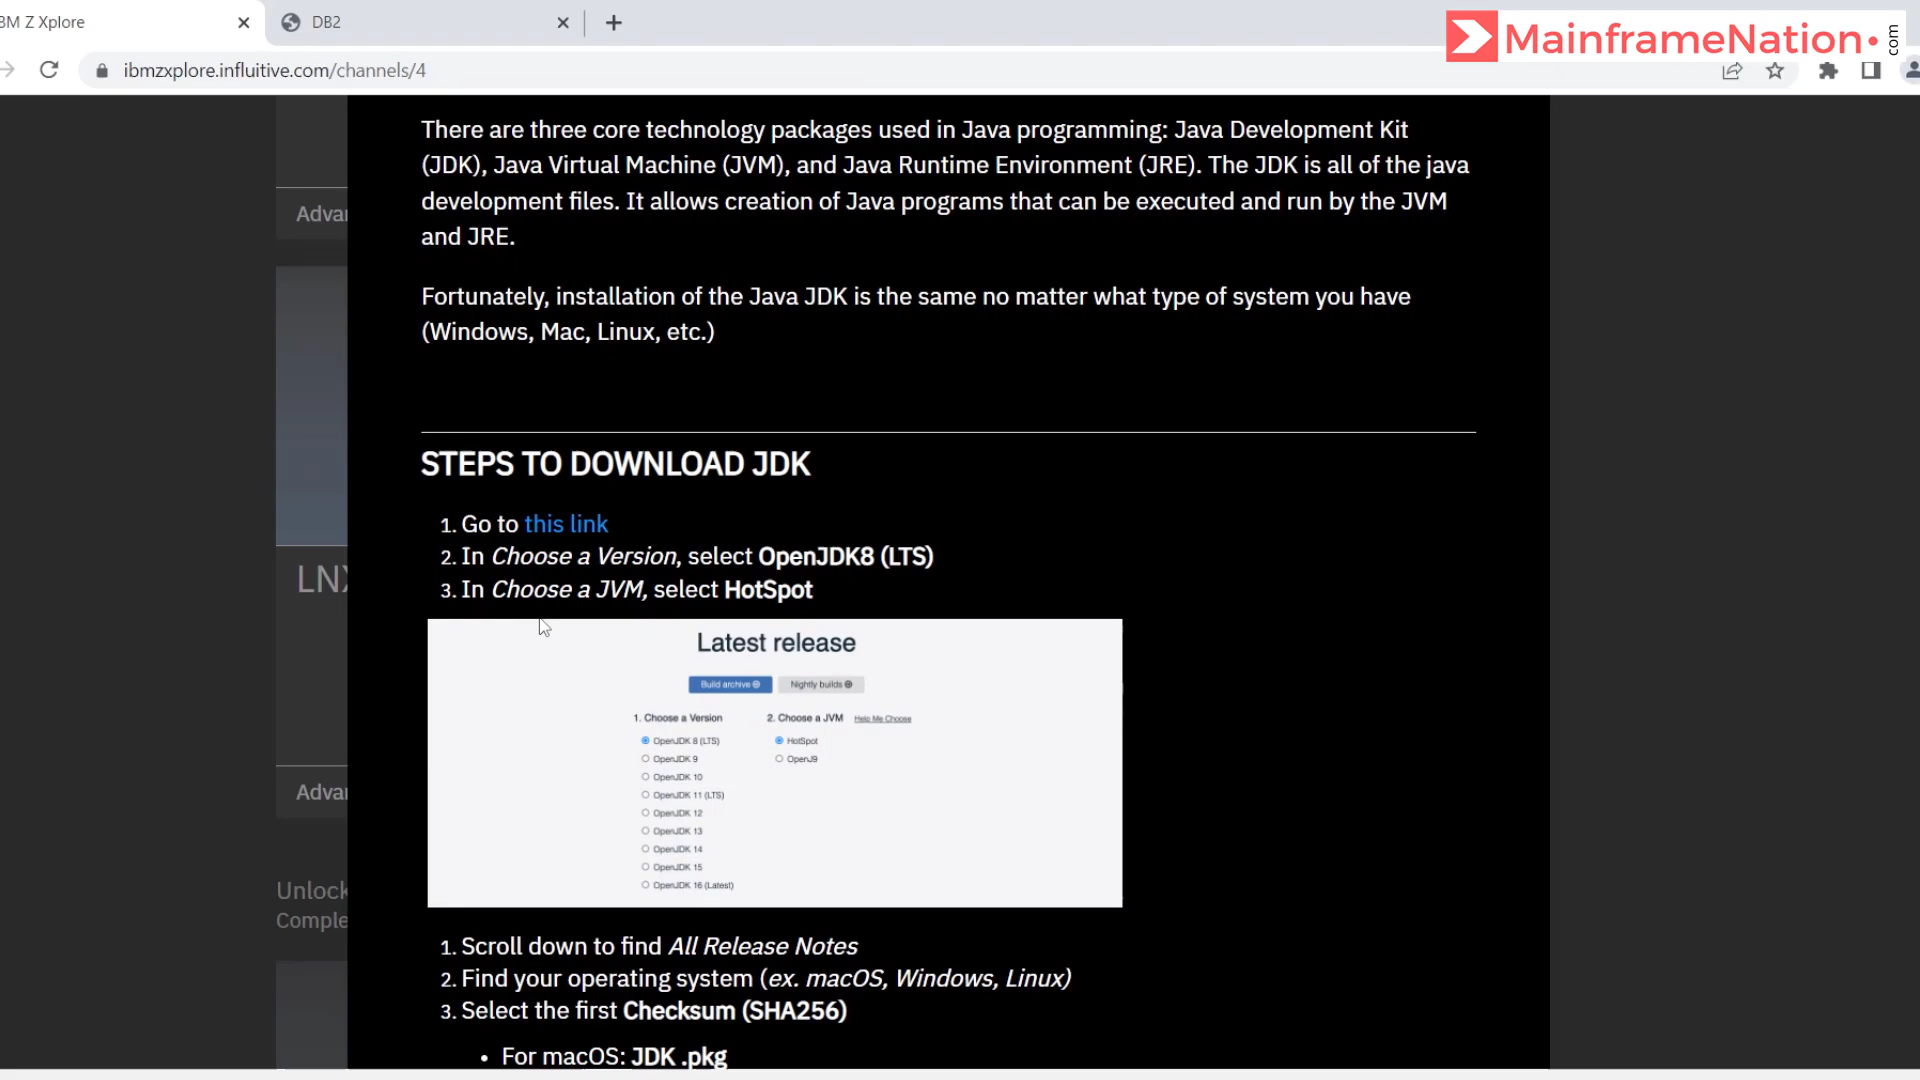 BM Z Xplore
DB2
MainframeNation.com
ibmzxplore.influitive.com/channels/4
There are three core technology packages used in Java programming: Java Development Kit
(JDK), Java Virtual Machine (JVM), and Java Runtime Environment (JRE). The JDK is all of the java
development files. It allows creation of Java programs that can be executed and run by the JVM
and JRE.
Advan
Fortunately, installation of the Java JDK is the same no matter what type of system you have
(Windows, Mac, Linux, etc.)
STEPS TO DOWNLOAD JDK
1. Go to this link
2. In Choose a Version, select OpenJDK8 (LTS)
3. In Choose a JVM, select HotSpot
LNX
Latest release
Build archive
Nightly builds
1. Choose a Version
2. Choose a JVM Help Me Choose
OpenJDK 8 (LTS)
HotSpot
OpenJDK 9
OpenJ9
OpenJDK 10
OpenJDK 11 (LTS)
OpenJDK 12
OpenJDK 13
OpenJDK 14
OpenJDK 15
OpenJDK 16 (Latest)
Advan
Unlock
Comple
1. Scroll down to find All Release Notes
2. Find your operating system (ex. macOS, Windows, Linux)
3. Select the first Checksum (SHA256)
• For macOS: JDK .pkg